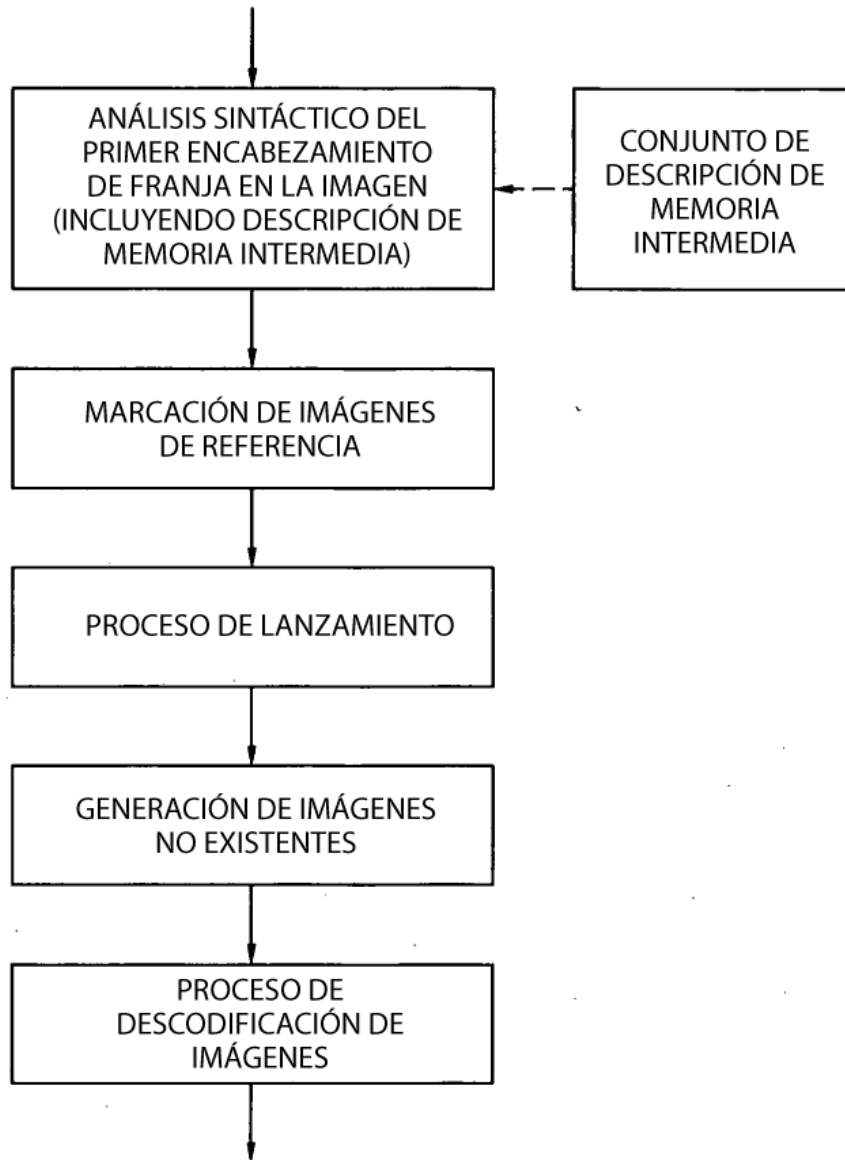 ANÁLISIS SINTÁCTICO DEL
PRIMER ENCABEZAMIENTO
DE FRANJA EN LA IMAGEN
(INCLUYENDO DESCRIPCIÓN DE
MEMORIA INTERMEDIA)
CONJUNTO DE
DESCRIPCIÓN DE
MEMORIA
INTERMEDIA
MARCACIÓN DE IMÁGENES
DE REFERENCIA
PROCESO DE LANZAMIENTO
GENERACIÓN DE IMÁGENES
NO EXISTENTES
PROCESO DE
DESCODIFICACIÓN DE
IMÁGENES